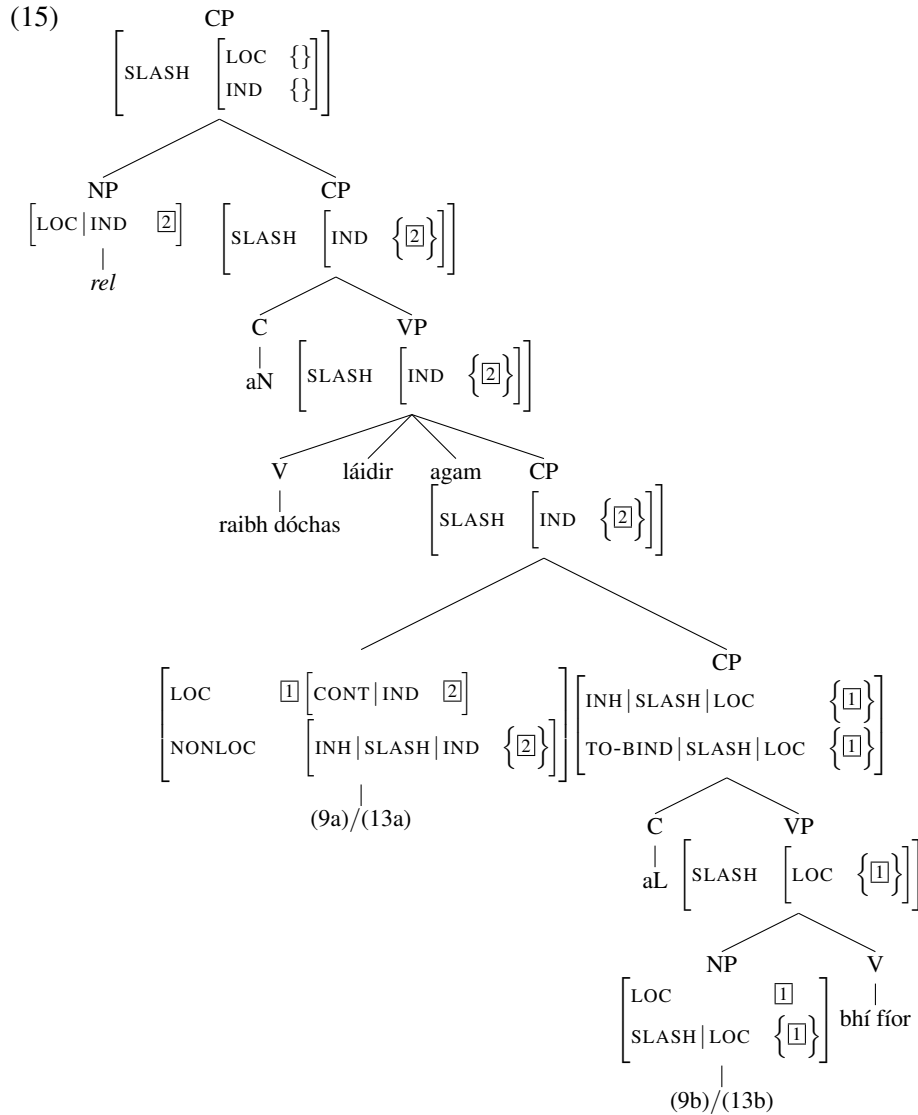 (15)
CP
[SLASH [LOC {}
IND {}]]
NP CP
[LOC|IND 2] [SLASH [IND {2}]]
rel
C VP
aN [SLASH [IND {2}]]
V láidir agam CP
raibh dóchas [SLASH [IND {2}]]
CP
[LOC 1 [CONT|IND 2] [INH|SLASH|LOC {1}
NONLOC [INH|SLASH|IND {2}]] TO-BIND|SLASH|LOC {1}]
(9a)/(13a)
C VP
aL [SLASH [LOC {1}]]
NP V
[LOC 1
SLASH|LOC {1}] bhí fíor
(9b)/(13b)